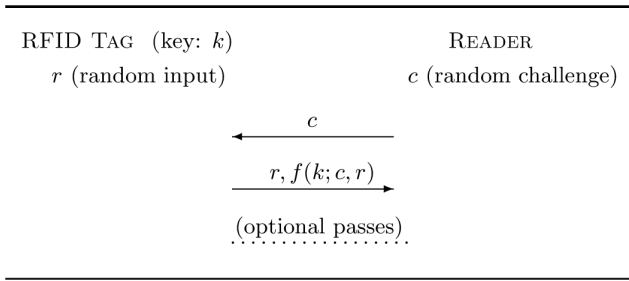 RFID TAG (key: k) READER
r (random input) c (random challenge)
c
r, f(k; c, r)
(optional passes)